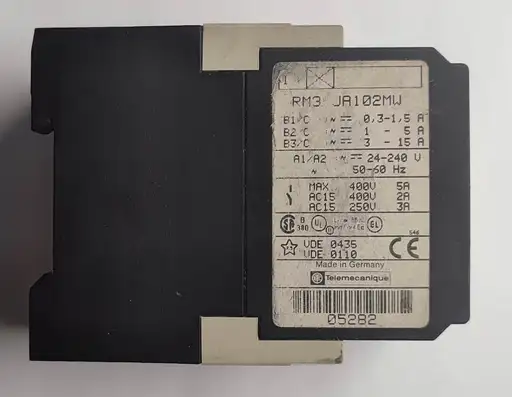 1
RM3 JA102MW
B1/C ~ ⎓ 0,3-1,5 A
B2/C ~ ⎓ 1 - 5 A
B3/C ~ ⎓ 3 - 15 A
A1/A2 ~ ⎓ 24-240 V
~ 50-60 Hz
MAX 400V 5A
AC15 400V 2A
AC15 250V 3A
546
VDE 0435
VDE 0110
CE
Made in Germany
Telemecanique
05282